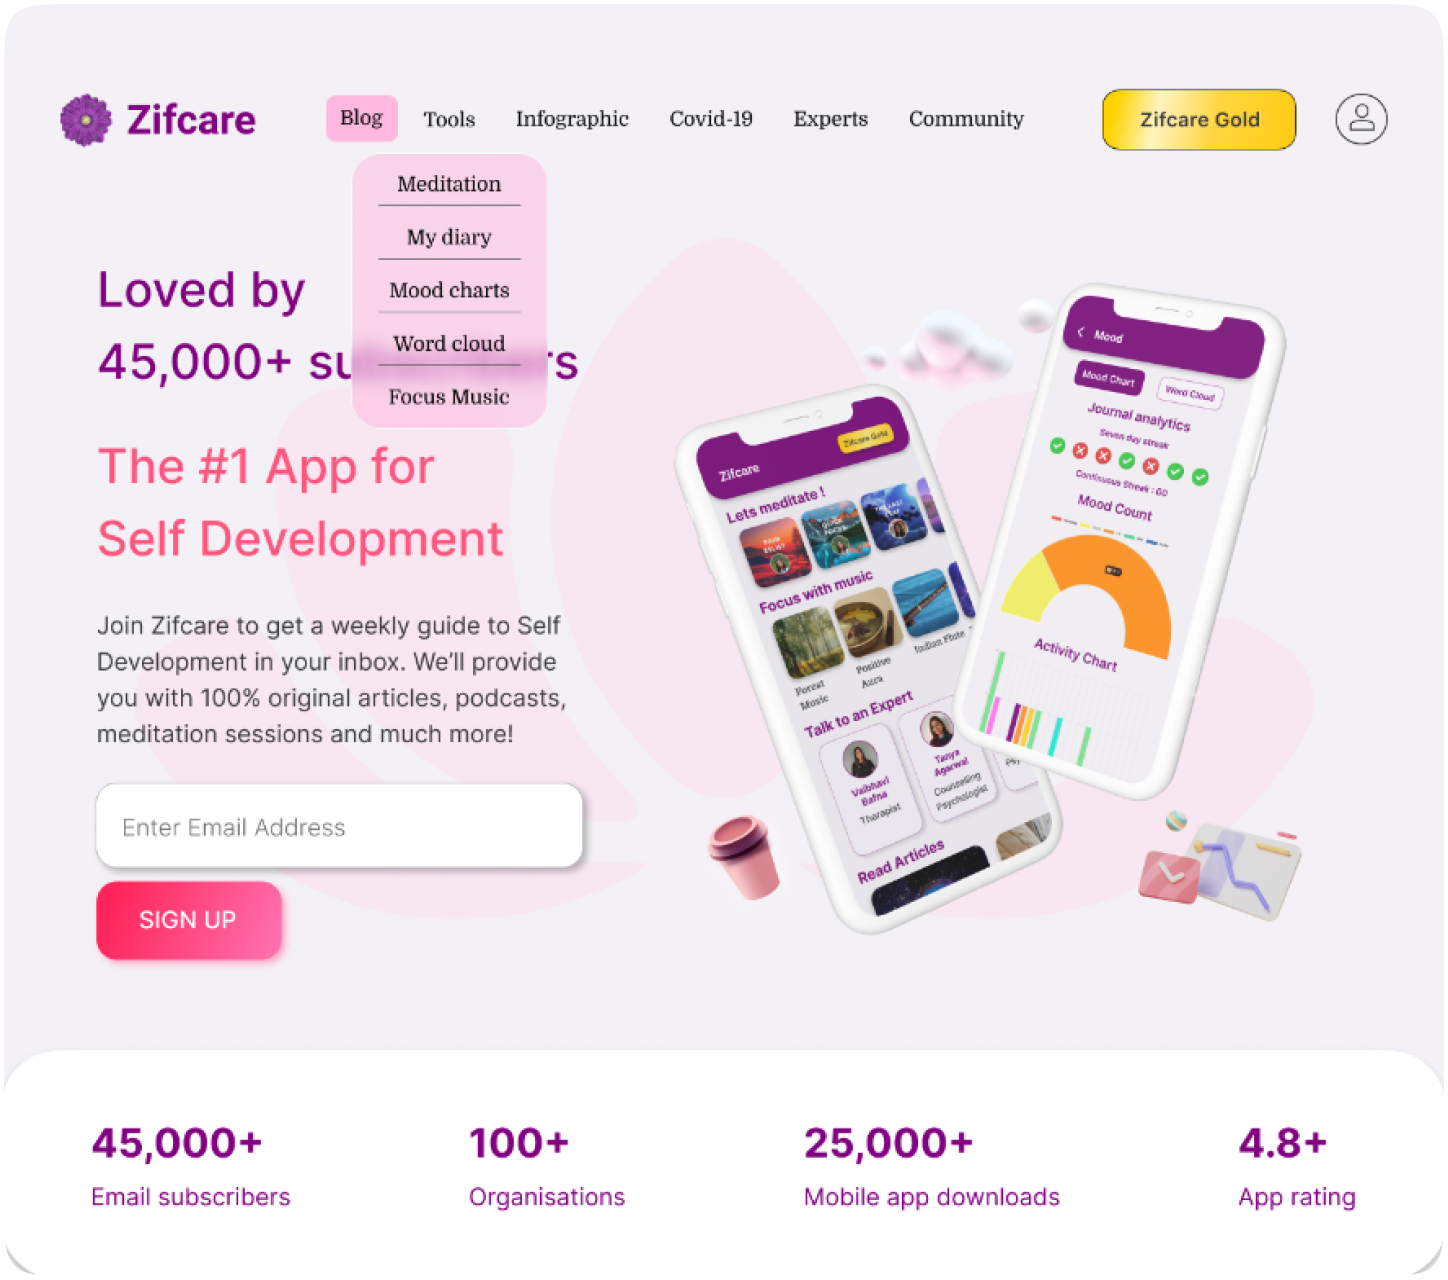 Zifcare
Blog
Tools
Infographic
Covid-19
Experts
Community
Zifcare Gold
Meditation
My diary
Mood charts
Word cloud
Focus Music
Loved by
45,000+
The #1 App for
Self Development
Join Zifcare to get a weekly guide to Self
Development in your inbox. We’ll provide
you with 100% original articles, podcasts,
meditation sessions and much more!
Enter Email Address
SIGN UP
Zifcare
Zifcare Gold
Lets meditate !
Focus with music
Forest
Music
Positive
Aura
Indian Flute
Talk to an Expert
Vaibhavi
Bafna
Therapist
Tanya
Agarwal
Counselling
Psychologist
Read Articles
Mood
Mood Chart
Word Cloud
Journal analytics
Seven day streak
Continuous Streak : 60
Mood Count
Activity Chart
45,000+
Email subscribers
100+
Organisations
25,000+
Mobile app downloads
4.8+
App rating